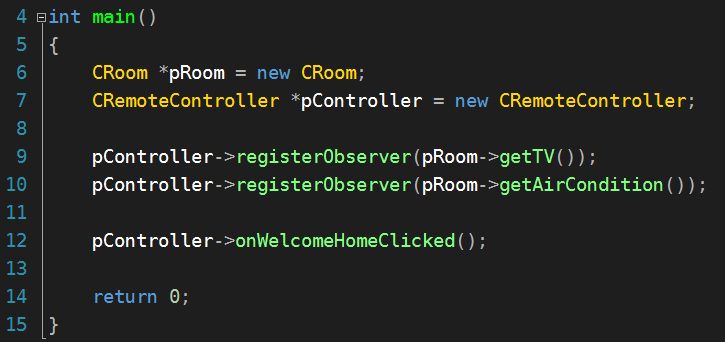 4 int main()
5 {
6     CRoom *pRoom = new CRoom;
7     CRemoteController *pController = new CRemoteController;
8
9     pController->registerObserver(pRoom->getTV());
10     pController->registerObserver(pRoom->getAirCondition());
11
12     pController->onWelcomeHomeClicked();
13
14     return 0;
15 }